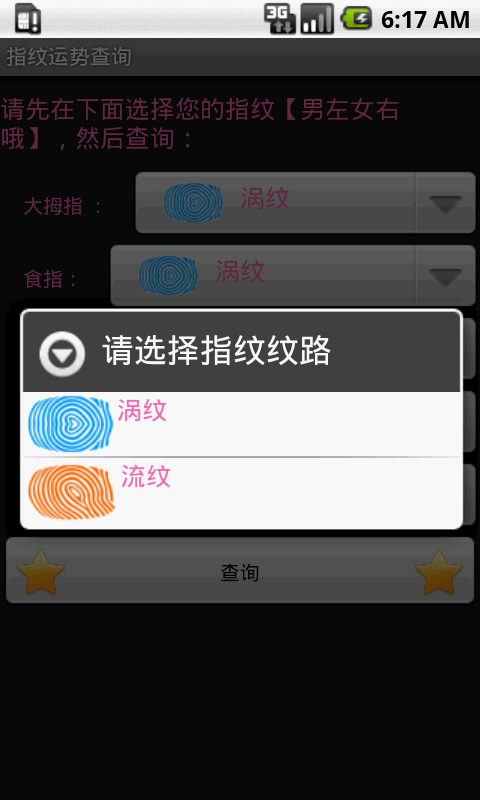 3G
6:17 AM
指纹运势查询
请先在下面选择您的指纹【男左女右
哦】，然后查询：
大拇指 ：
涡纹
食指：
涡纹
请选择指纹纹路
涡纹
流纹
查询